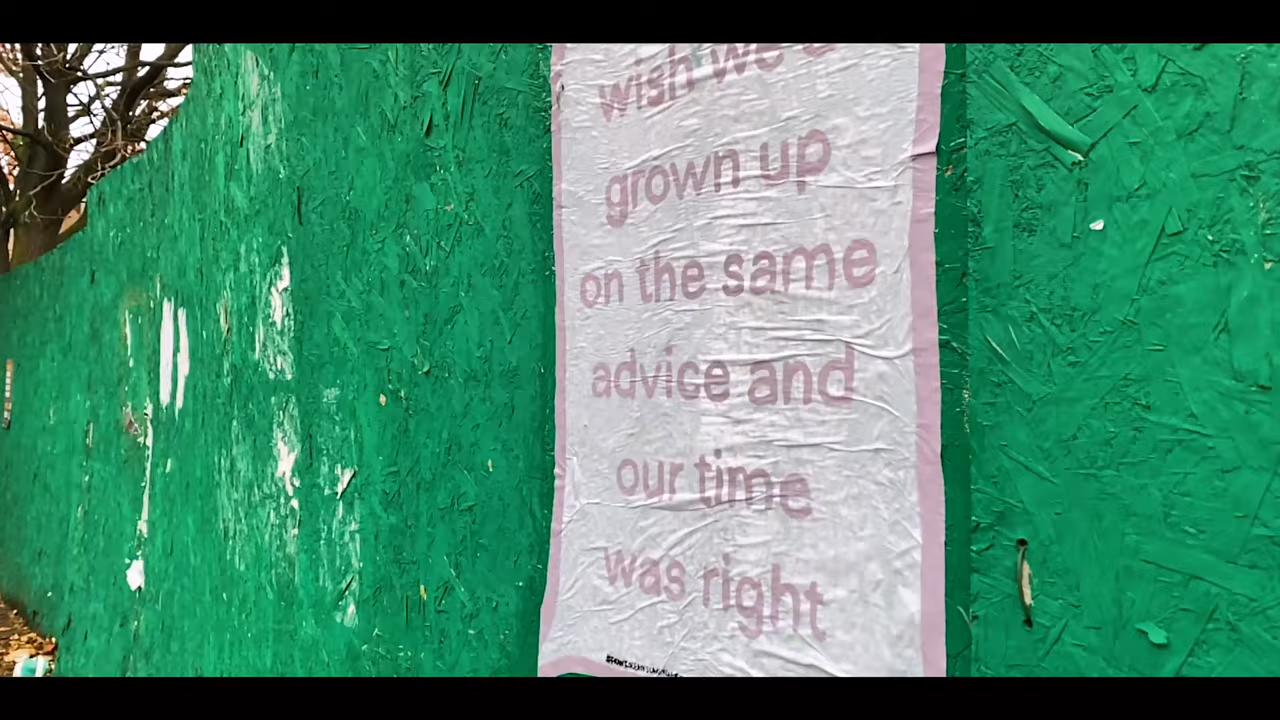 wish we'd
grown up
on the same
advice and
our time
was right